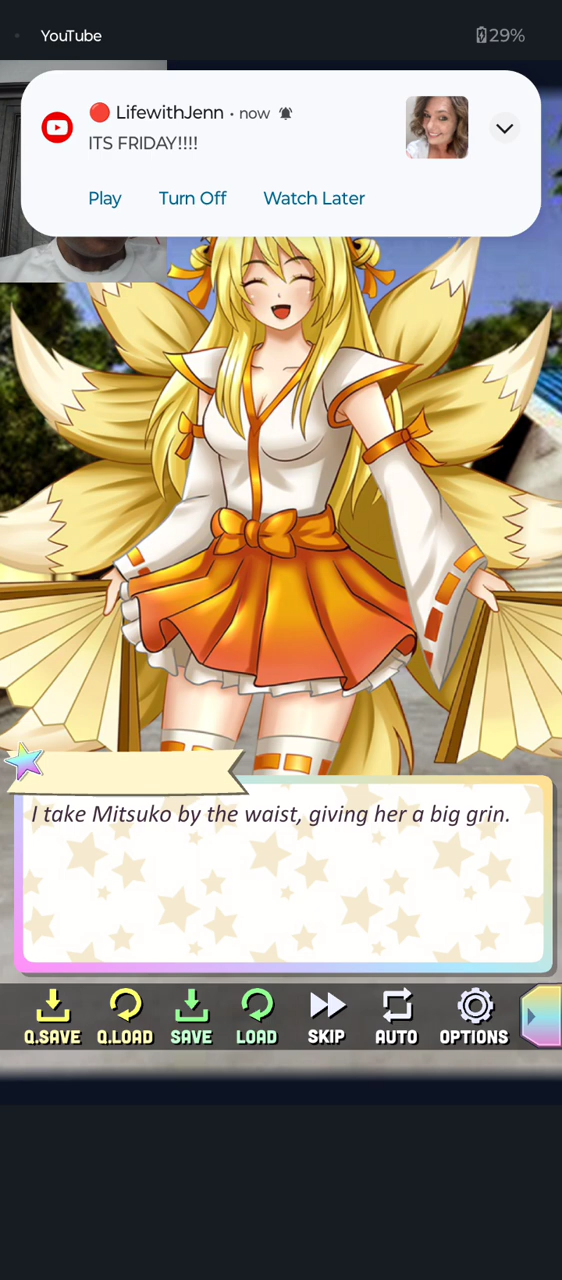 YouTube
29%
LifewithJenn • now
ITS FRIDAY!!!!
Play Turn Off Watch Later
I take Mitsuko by the waist, giving her a big grin.
Q.SAVE Q.LOAD SAVE LOAD SKIP AUTO OPTIONS